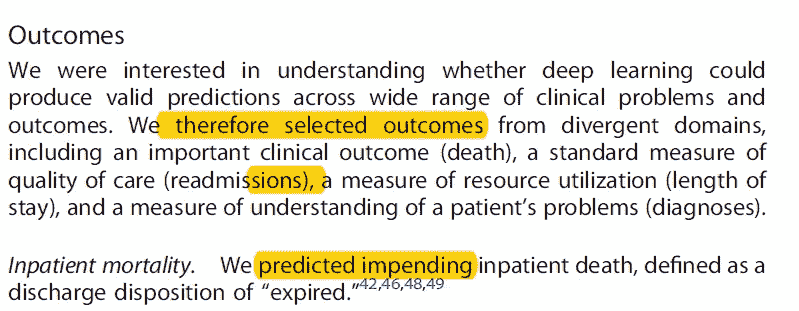 Outcomes
We were interested in understanding whether deep learning could
produce valid predictions across wide range of clinical problems and
outcomes. We therefore selected outcomes from divergent domains,
including an important clinical outcome (death), a standard measure of
quality of care (readmissions), a measure of resource utilization (length of
stay), and a measure of understanding of a patient’s problems (diagnoses).
Inpatient mortality. We predicted impending inpatient death, defined as a
discharge disposition of “expired.”42,46,48,49